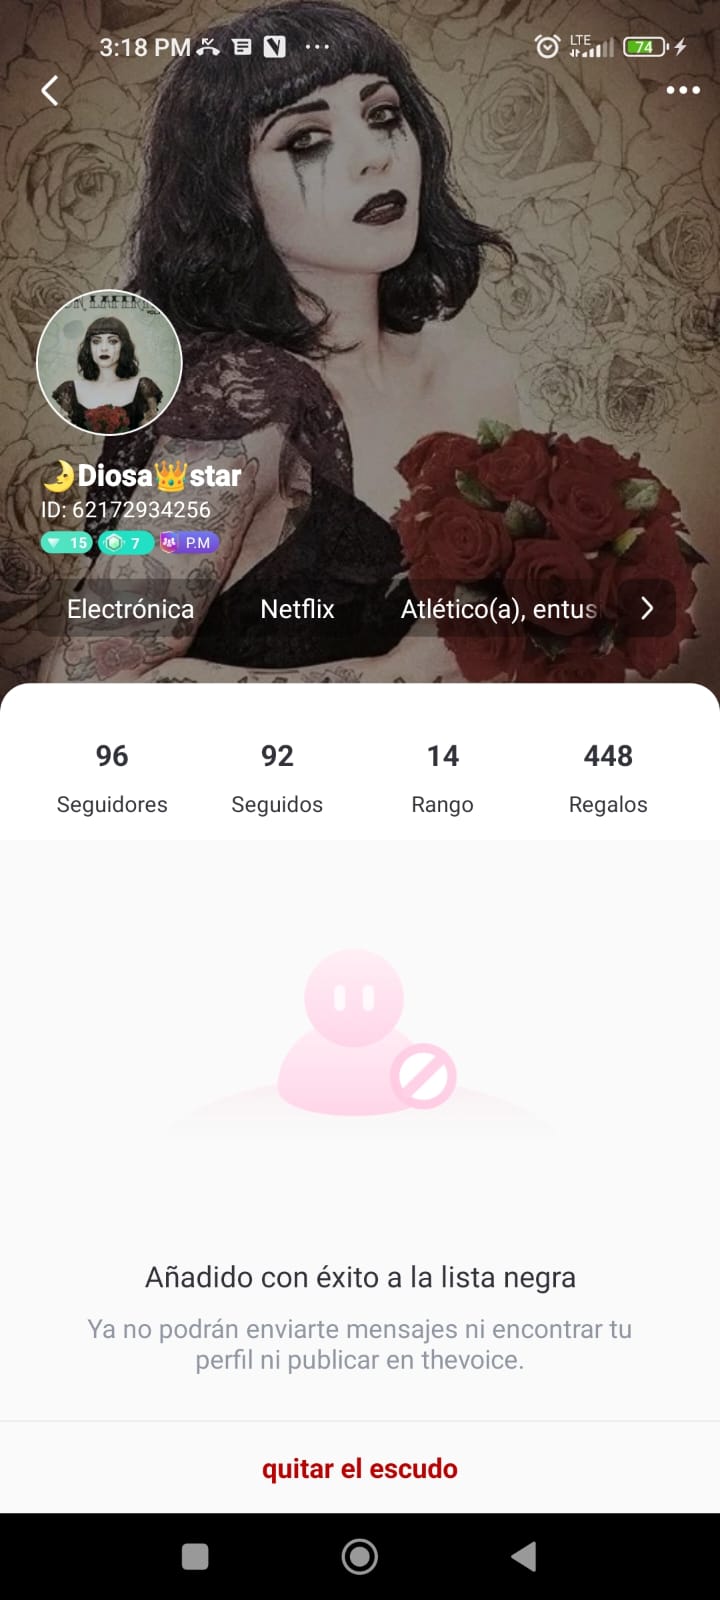 3:18 PM
LTE
74
🌛Diosa👑star
ID: 62172934256
15
7
P.M
Electrónica
Netflix
Atlético(a), entus
96
92
14
448
Seguidores
Seguidos
Rango
Regalos
Añadido con éxito a la lista negra
Ya no podrán enviarte mensajes ni encontrar tu
perfil ni publicar en thevoice.
quitar el escudo